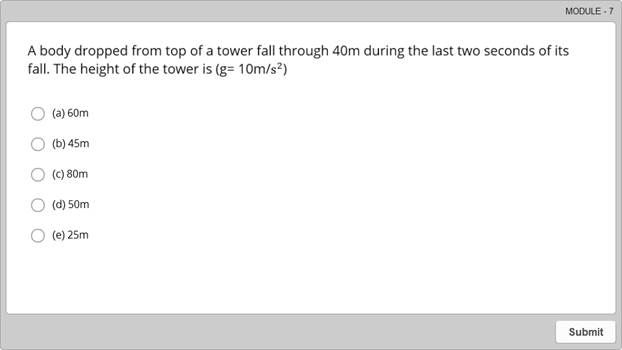 MODULE - 7
A body dropped from top of a tower fall through 40m during the last two seconds of its
fall. The height of the tower is (g= 10m/s²)
(a) 60m
(b) 45m
(c) 80m
(d) 50m
(e) 25m
Submit